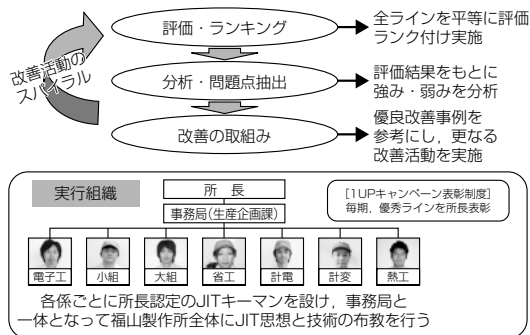 改善活動の
スパイラル
評価・ランキング
全ラインを平等に評価
ランク付け実施
分析・問題点抽出
評価結果をもとに
強み・弱みを分析
改善の取組み
優良改善事例を
参考にし,更なる
改善活動を実施
実行組織
所 長
事務局(生産企画課)
[1UPキャンペーン表彰制度]
毎期,優秀ラインを所長表彰
電子工 小組 大組 省工 計電 計変 熱工
各係ごとに所長認定のJITキーマンを設け,事務局と
一体となって福山製作所全体にJIT思想と技術の布教を行う